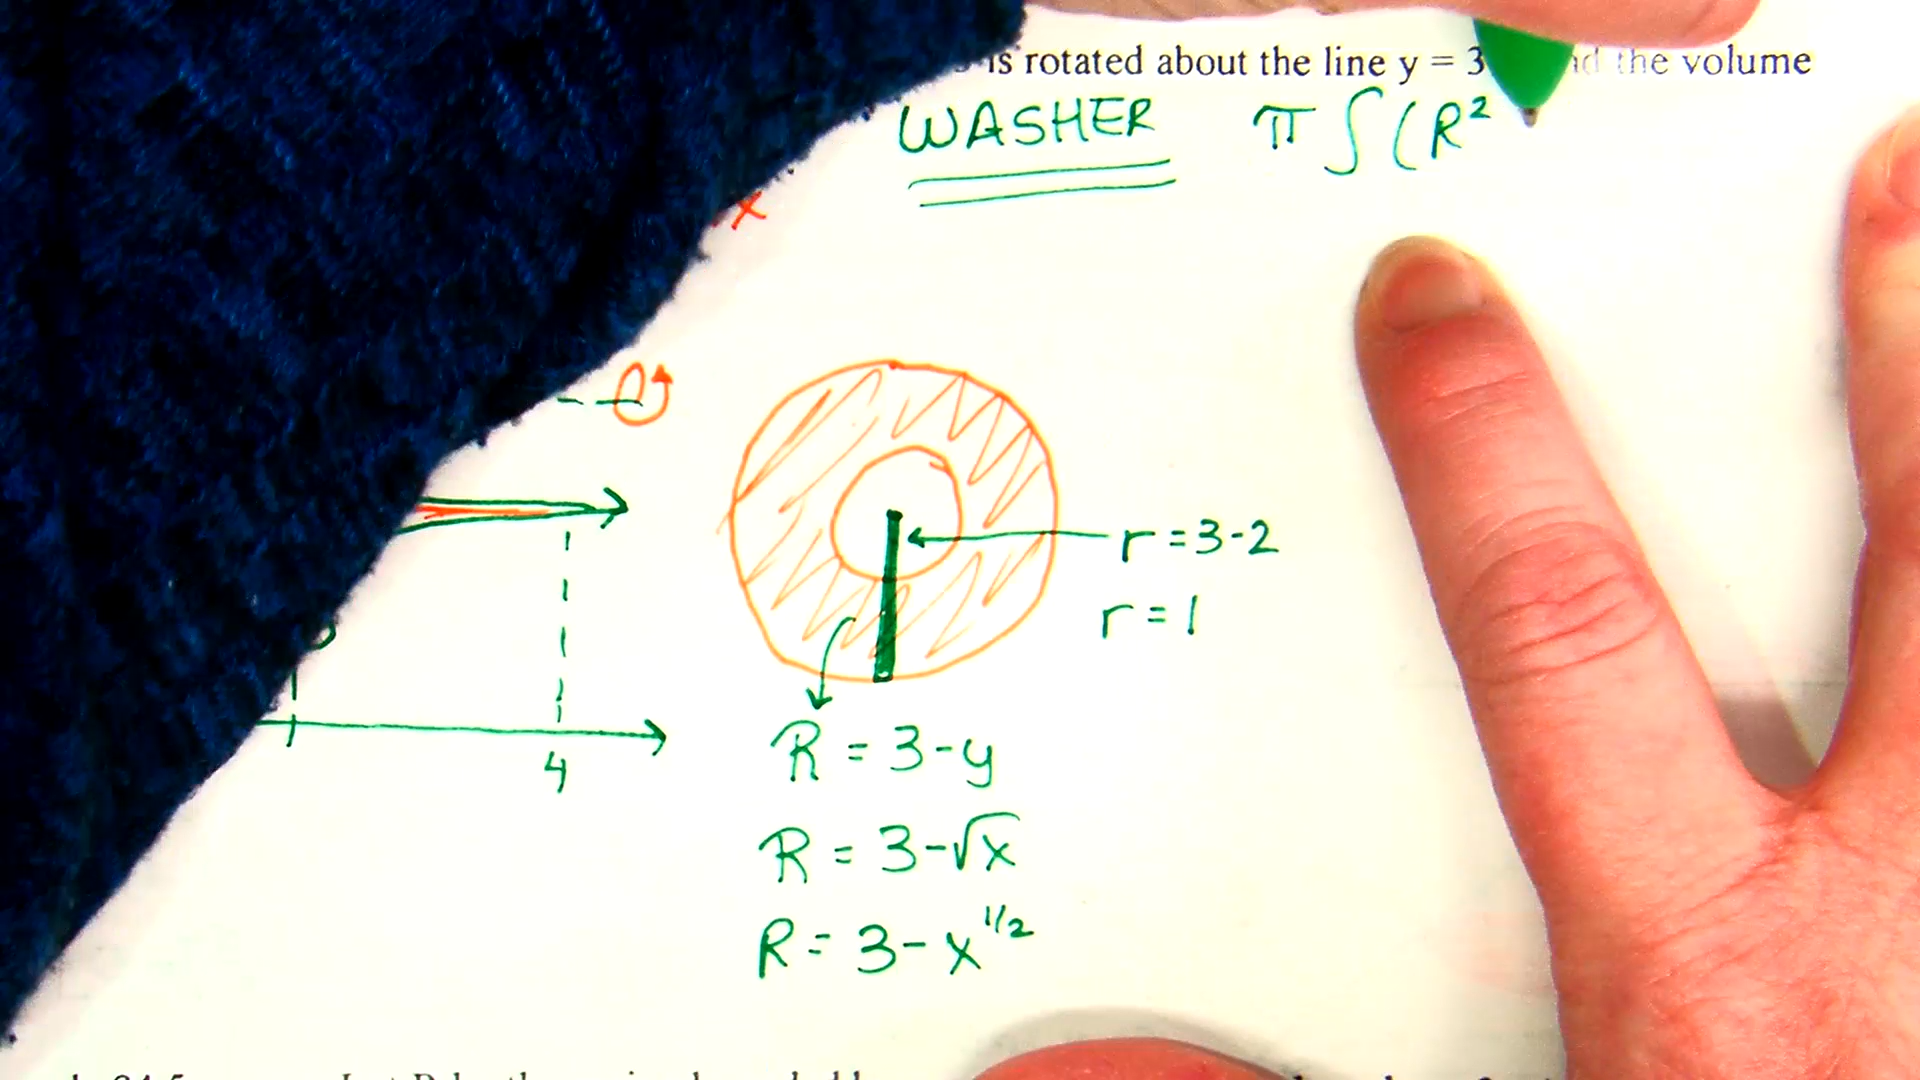 is rotated about the line y = 3 the volume
WASHER π ∫ (R²
x
r = 3-2
r = 1
R = 3-y
4
R = 3-√x
R = 3-x^1/2